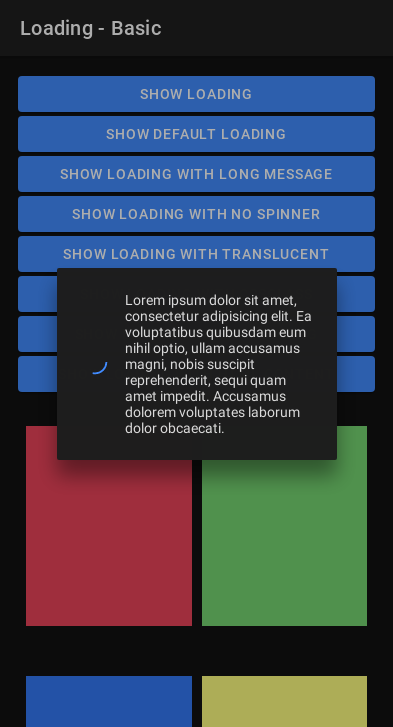 Loading - Basic
SHOW LOADING
SHOW DEFAULT LOADING
SHOW LOADING WITH LONG MESSAGE
SHOW LOADING WITH NO SPINNER
SHOW LOADING WITH TRANSLUCENT
Lorem ipsum dolor sit amet,
consectetur adipisicing elit. Ea
voluptatibus quibusdam eum
nihil optio, ullam accusamus
magni, nobis suscipit
reprehenderit, sequi quam
amet impedit. Accusamus
dolorem voluptates laborum
dolor obcaecati.